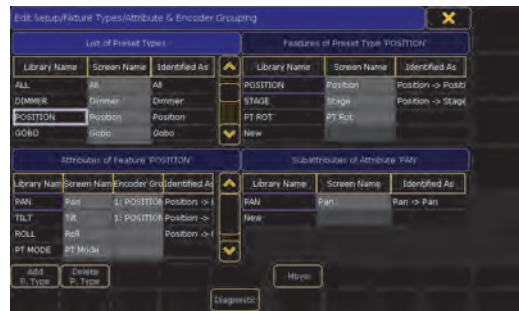 Edit Setup/Fixture Types/Attribute & Encoder Grouping
List of Preset Types
Library Name Screen Name Identified As
ALL All All
DIMMER Dimmer Dimmer
POSITION Position Position
GOBO Gobo Gobo
Features of Preset Type 'POSITION'
Library Name Screen Name Identified As
POSITION Position Position -> Positi
STAGE Stage Position -> Stage
PT ROT PT Rot
New
Attributes of Feature 'POSITION'
Library Nam Screen Nam Encoder Gro Identified As
PAN Pan 1: POSITION Position ->
TILT Tilt 1: POSITION Position ->
ROLL Roll Position ->
PT MODE PT Mode
Subattributes of Attribute 'PAN'
Library Name Screen Name Identified As
PAN Pan Pan -> Pan
New
Add
P. Type
Delete
P. Type
Move
Diagnostic